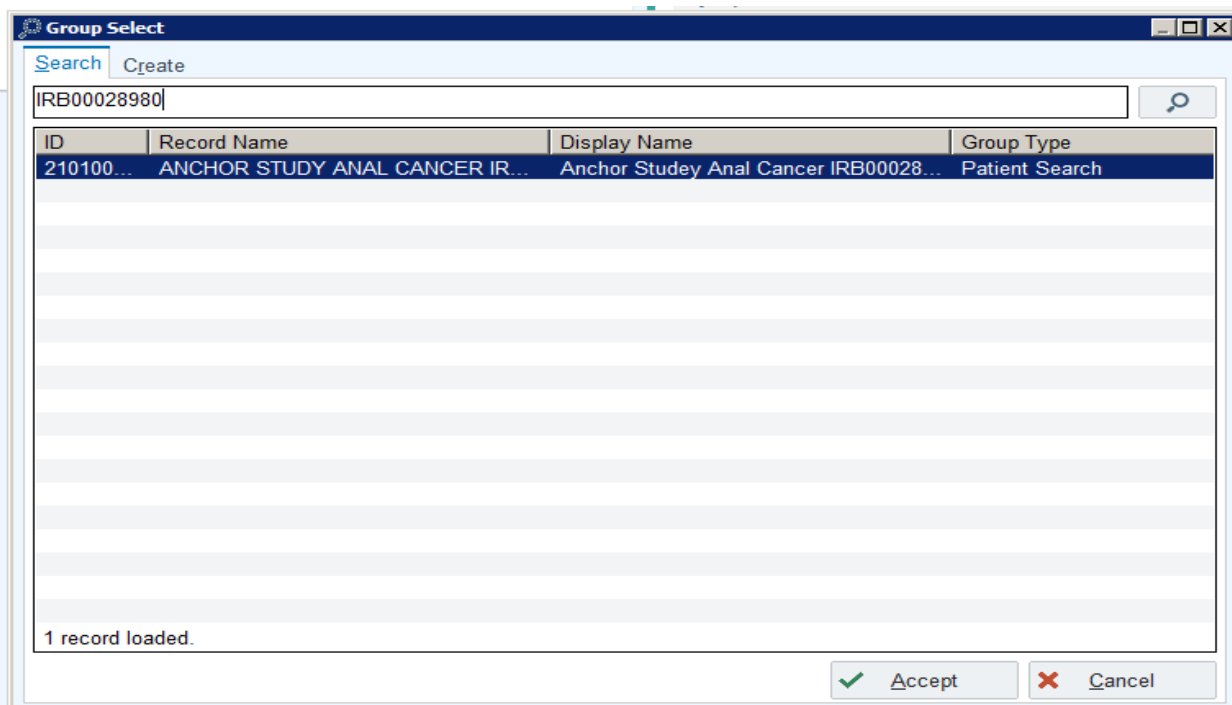 Group Select
Search Create
IRB00028980
ID Record Name Display Name Group Type
210100... ANCHOR STUDY ANAL CANCER IR... Anchor Studey Anal Cancer IRB00028... Patient Search
1 record loaded.
Accept Cancel